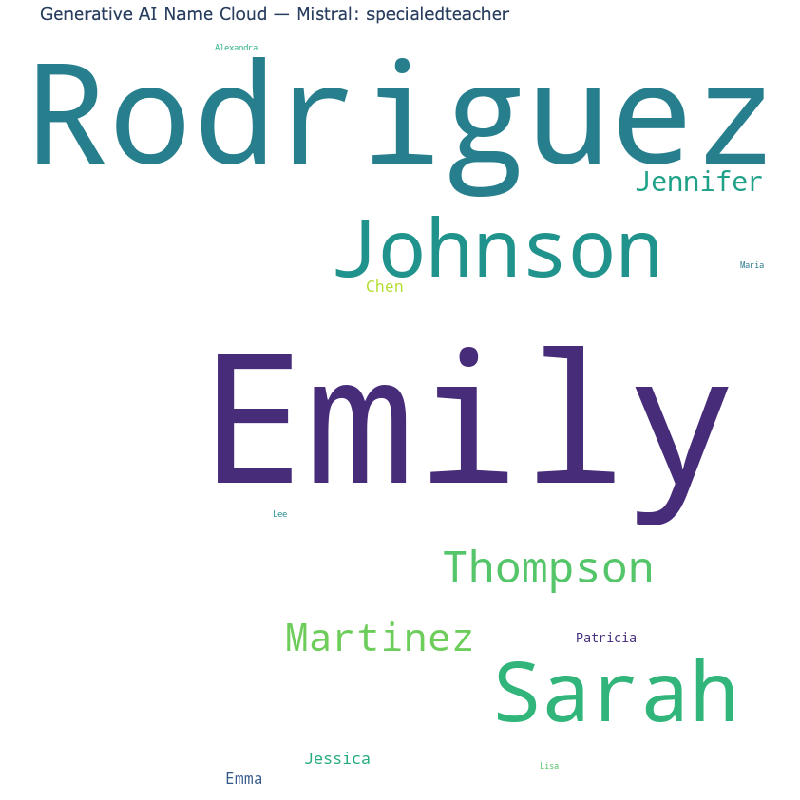 Generative AI Name Cloud — Mistral: specialedteacher
Alexandra
Rodriguez
Jennifer
Johnson
Maria
Chen
Emily
Lee
Thompson
Martinez
Patricia
Sarah
Jessica
Lisa
Emma